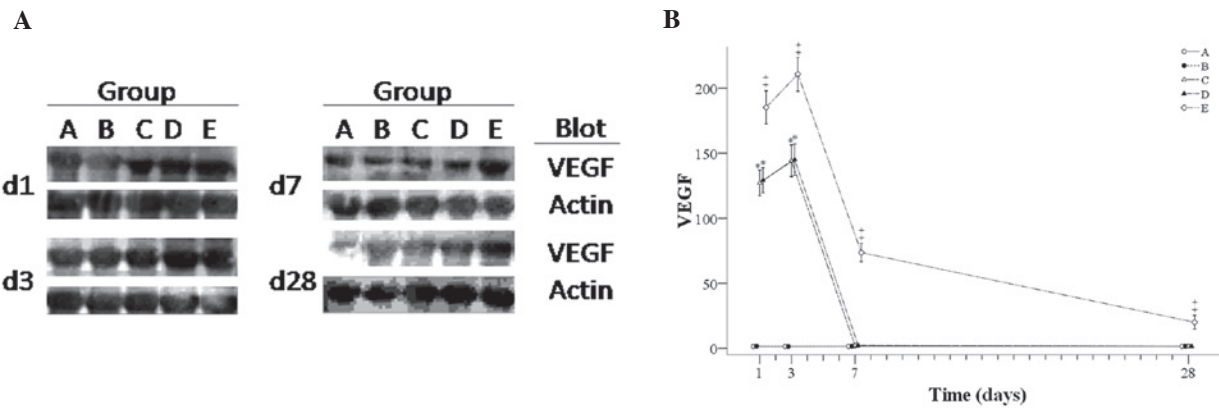 A
Group
A B C D E
d1
d3
Group
A B C D E
Blot
d7
VEGF
Actin
d28
VEGF
Actin
B
VEGF
200
150
100
50
0
1 3 7 28
Time (days)
A
B
C
D
E